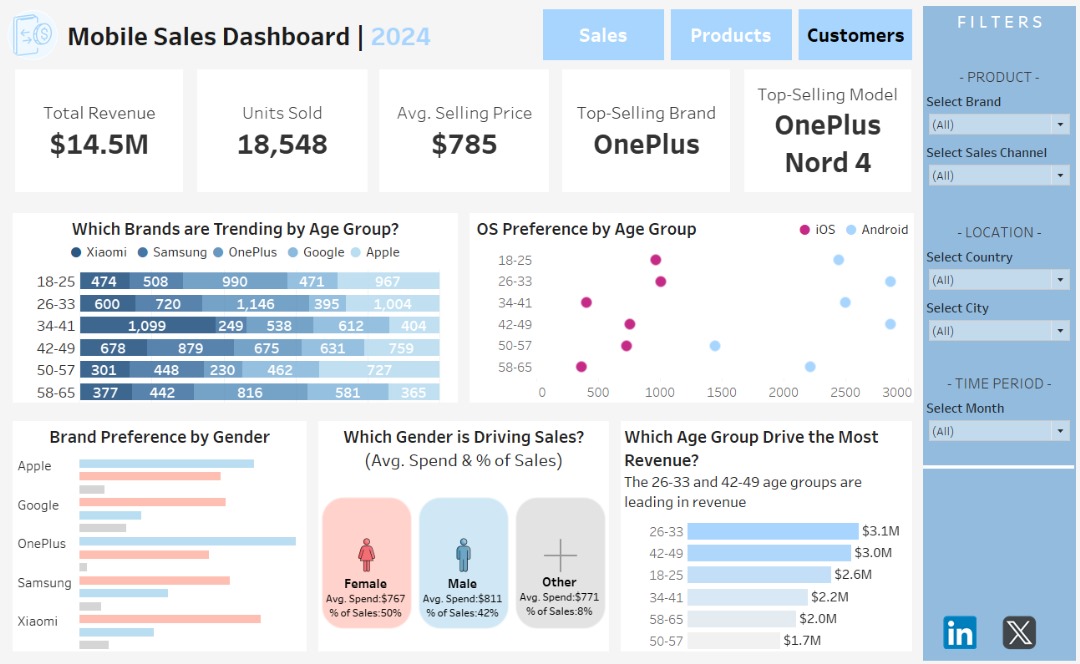 Mobile Sales Dashboard | 2024
Sales
Products
Customers
Total Revenue
$14.5M
Units Sold
18,548
Avg. Selling Price
$785
Top-Selling Brand
OnePlus
Top-Selling Model
OnePlus
Nord 4
Which Brands are Trending by Age Group?
Xiaomi Samsung OnePlus Google Apple
18-25 474 508 990 471 967
26-33 600 720 1,146 395 1,004
34-41 1,099 249 538 612 404
42-49 678 879 675 631 759
50-57 301 448 230 462 727
58-65 377 442 816 581 365
OS Preference by Age Group
iOS Android
18-25
26-33
34-41
42-49
50-57
58-65
0 500 1000 1500 2000 2500 3000
Brand Preference by Gender
Apple
Google
OnePlus
Samsung
Xiaomi
Which Gender is Driving Sales?
(Avg. Spend & % of Sales)
Female
Avg. Spend:$767
% of Sales:50%
Male
Avg. Spend:$811
% of Sales:42%
Other
Avg. Spend:$771
% of Sales:8%
Which Age Group Drive the Most
Revenue?
The 26-33 and 42-49 age groups are
leading in revenue
26-33 $3.1M
42-49 $3.0M
18-25 $2.6M
34-41 $2.2M
58-65 $2.0M
50-57 $1.7M
FILTERS
- PRODUCT -
Select Brand
(All)
Select Sales Channel
(All)
- LOCATION -
Select Country
(All)
Select City
(All)
- TIME PERIOD -
Select Month
(All)
in
X